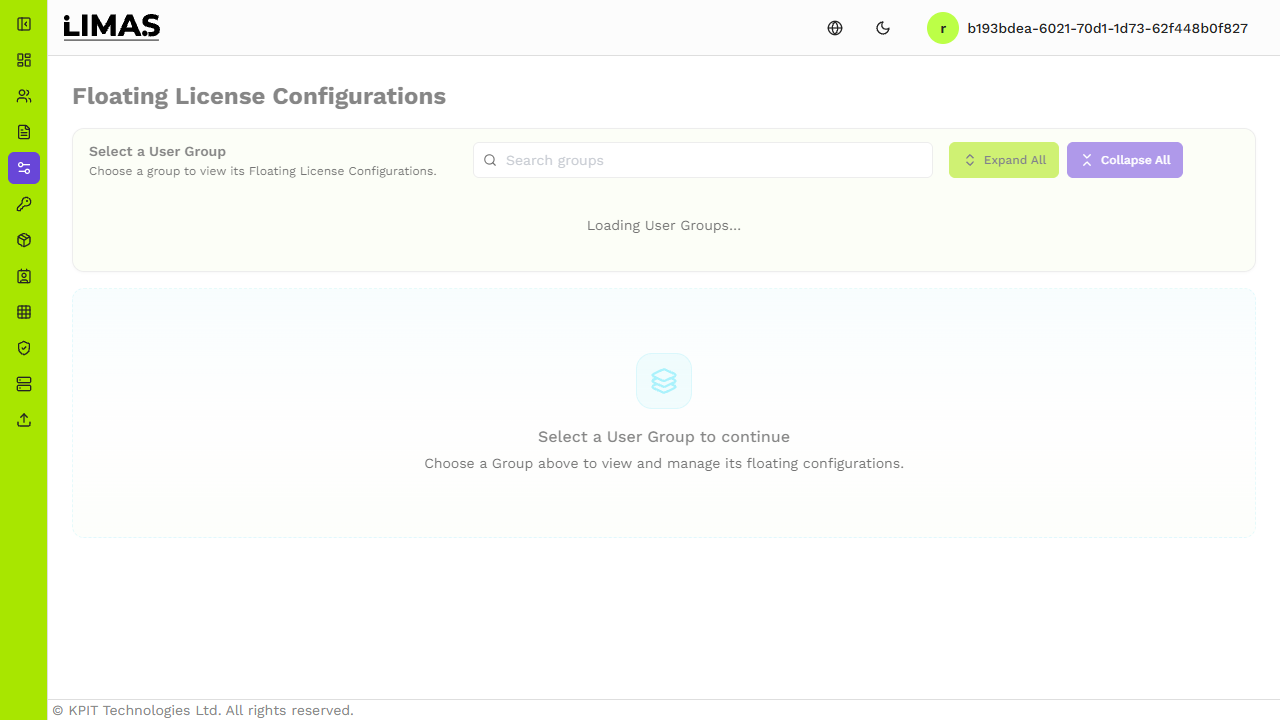 iLIMAS
r
b193bdea-6021-70d1-1d73-62f448b0f827
Floating License Configurations
Select a User Group
Choose a group to view its Floating License Configurations.
Search groups
Expand All
Collapse All
Loading User Groups...
Select a User Group to continue
Choose a Group above to view and manage its floating configurations.
© KPIT Technologies Ltd. All rights reserved.